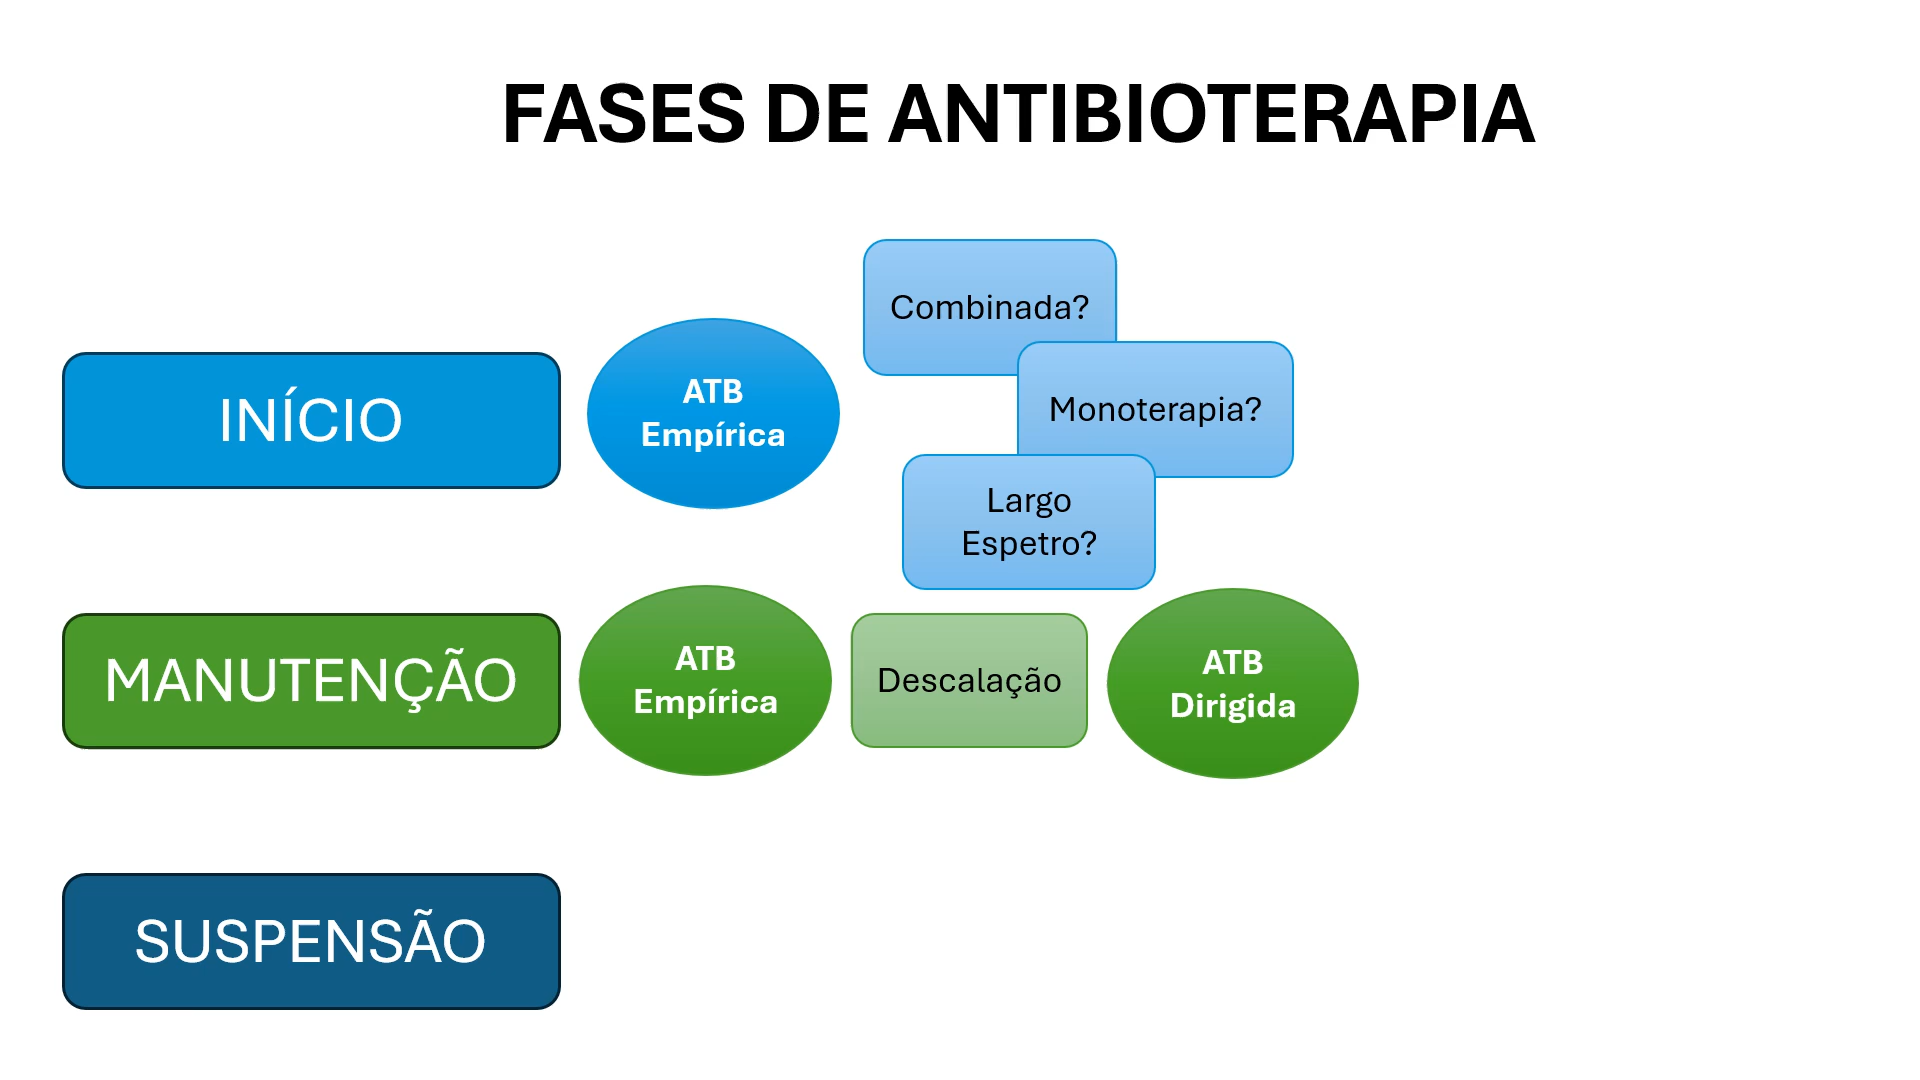 FASES DE ANTIBIOTERAPIA
INÍCIO
ATB
Empírica
Combinada?
Monoterapia?
Largo
Espetro?
MANUTENÇÃO
ATB
Empírica
Descalação
ATB
Dirigida
SUSPENSÃO